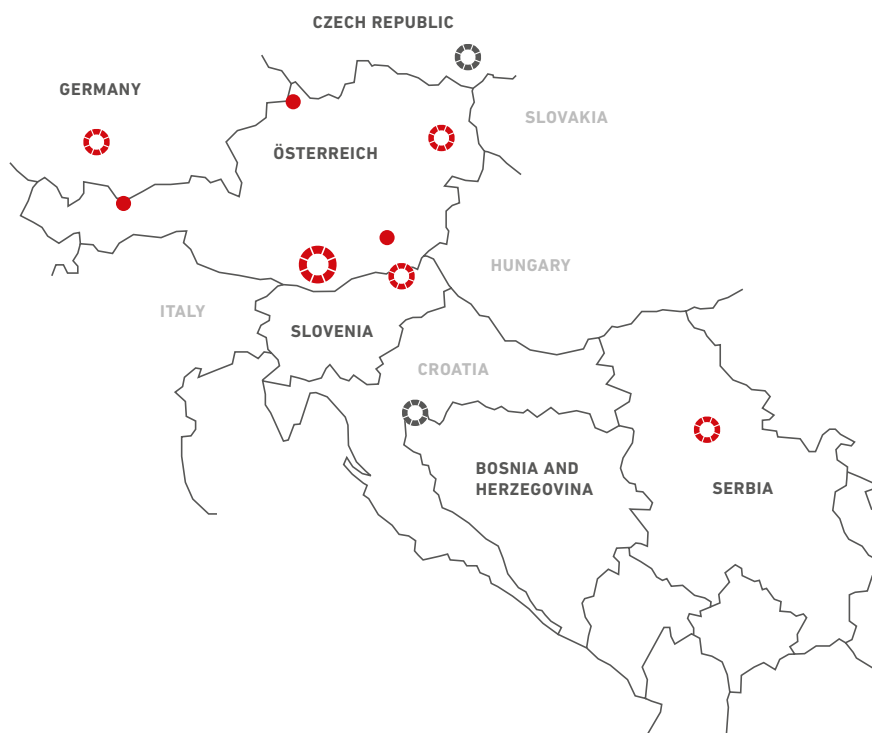 CZECH REPUBLIC
GERMANY
SLOVAKIA
ÖSTERREICH
HUNGARY
ITALY
SLOVENIA
CROATIA
BOSNIA AND
HERZEGOVINA
SERBIA